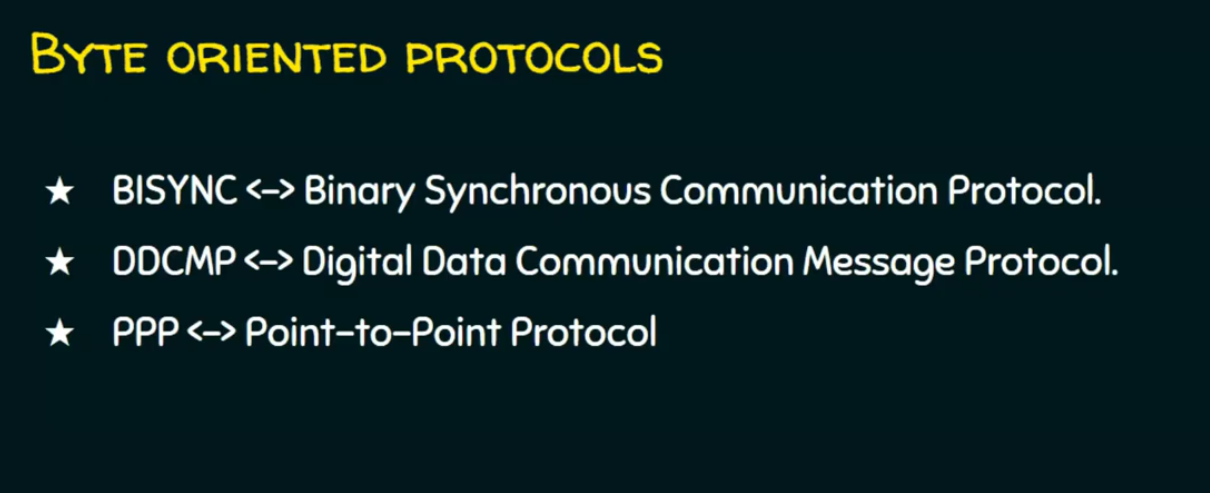 BYTE ORIENTED PROTOCOLS
★ BISYNC <-> Binary Synchronous Communication Protocol.
★ DDCMP <-> Digital Data Communication Message Protocol.
★ PPP <-> Point-to-Point Protocol